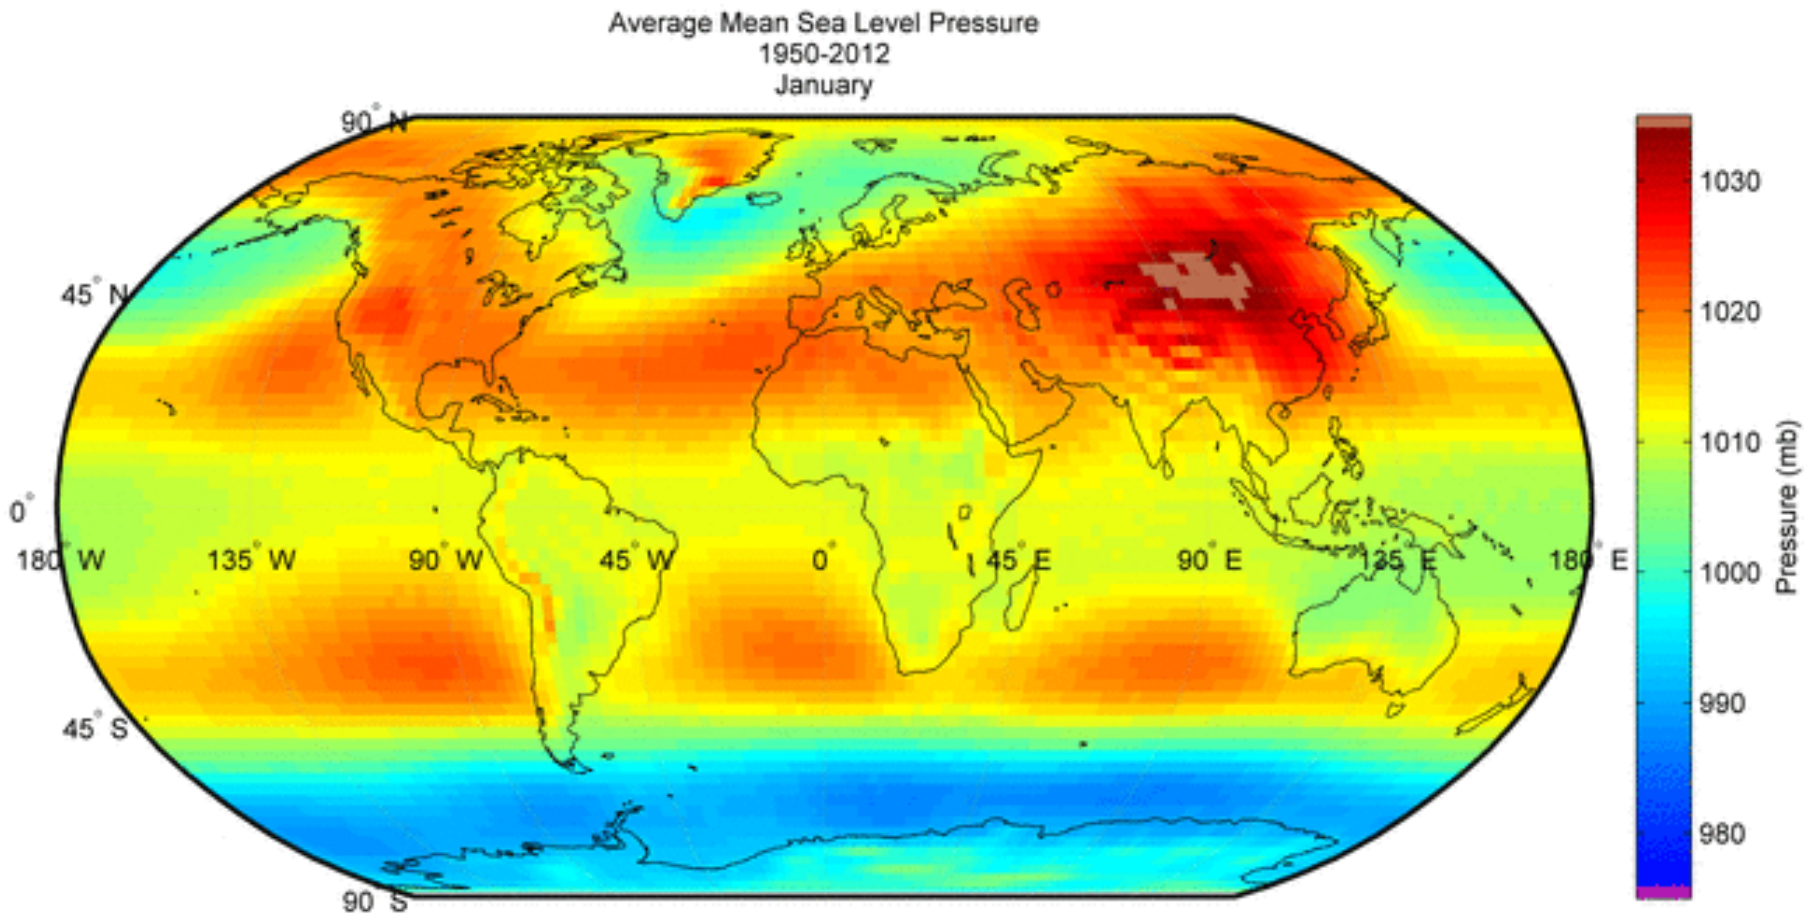 Average Mean Sea Level Pressure
1950-2012
January
90° N
45° N
0°
180° W
135° W
90° W
45° W
0°
45° E
90° E
135° E
180° E
45° S
90° S
1030
1020
1010
1000
990
980
Pressure (mb)